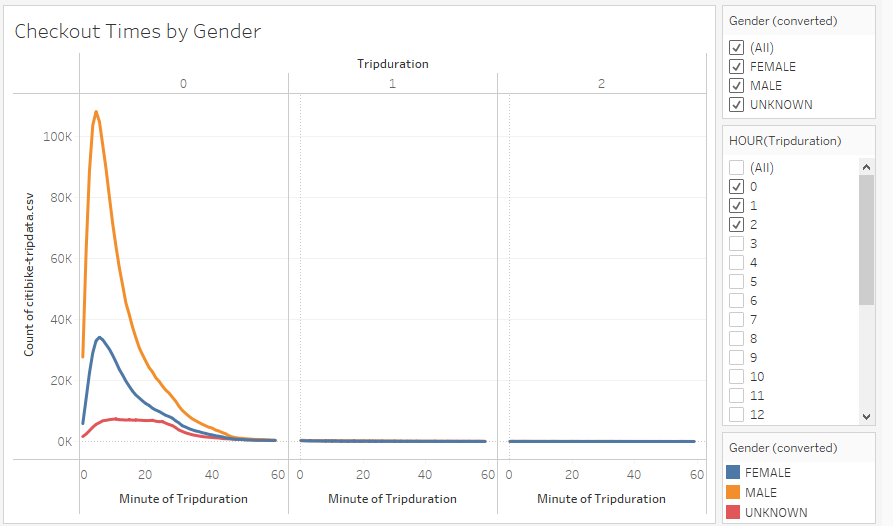 Checkout Times by Gender
Tripduration
0 1 2
100K
80K
60K
40K
20K
0K
Count of citibike-tripdata.csv
0 20 40 60 0 20 40 60 0 20 40 60
Minute of Tripduration Minute of Tripduration Minute of Tripduration
Gender (converted)
(All)
FEMALE
MALE
UNKNOWN
HOUR(Tripduration)
(All)
0
1
2
3
4
5
6
7
8
9
10
11
12
Gender (converted)
FEMALE
MALE
UNKNOWN